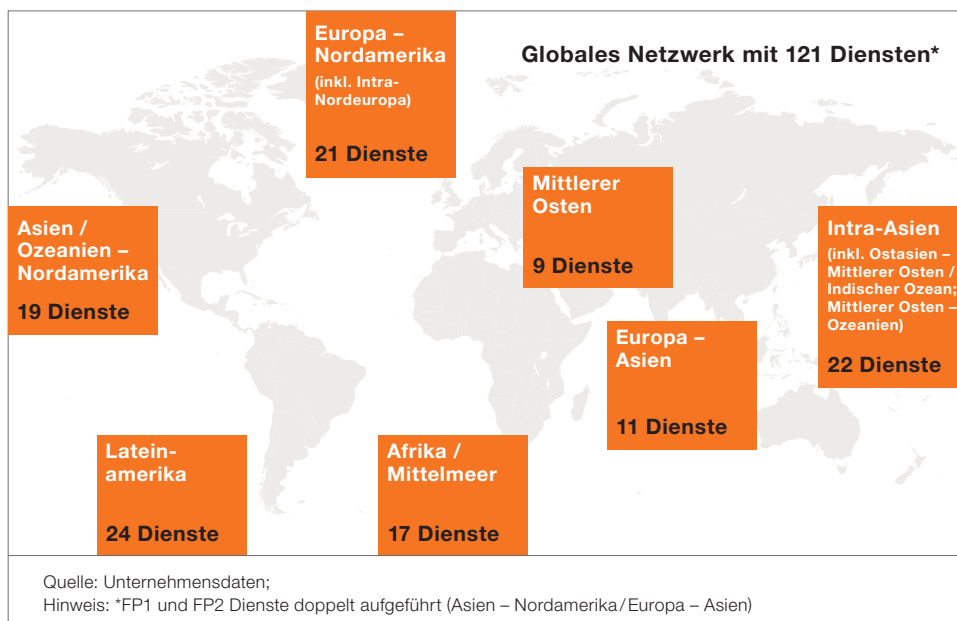 Globales Netzwerk mit 121 Diensten*
Europa –
Nordamerika
(inkl. Intra-
Nordeuropa)
21 Dienste
Mittlerer
Osten
9 Dienste
Asien /
Ozeanien –
Nordamerika
19 Dienste
Intra-Asien
(inkl. Ostasien –
Mittlerer Osten /
Indischer Ozean;
Mittlerer Osten –
Ozeanien)
22 Dienste
Europa –
Asien
11 Dienste
Latein-
amerika
24 Dienste
Afrika /
Mittelmeer
17 Dienste
Quelle: Unternehmensdaten;
Hinweis: *FP1 und FP2 Dienste doppelt aufgeführt (Asien – Nordamerika/Europa – Asien)